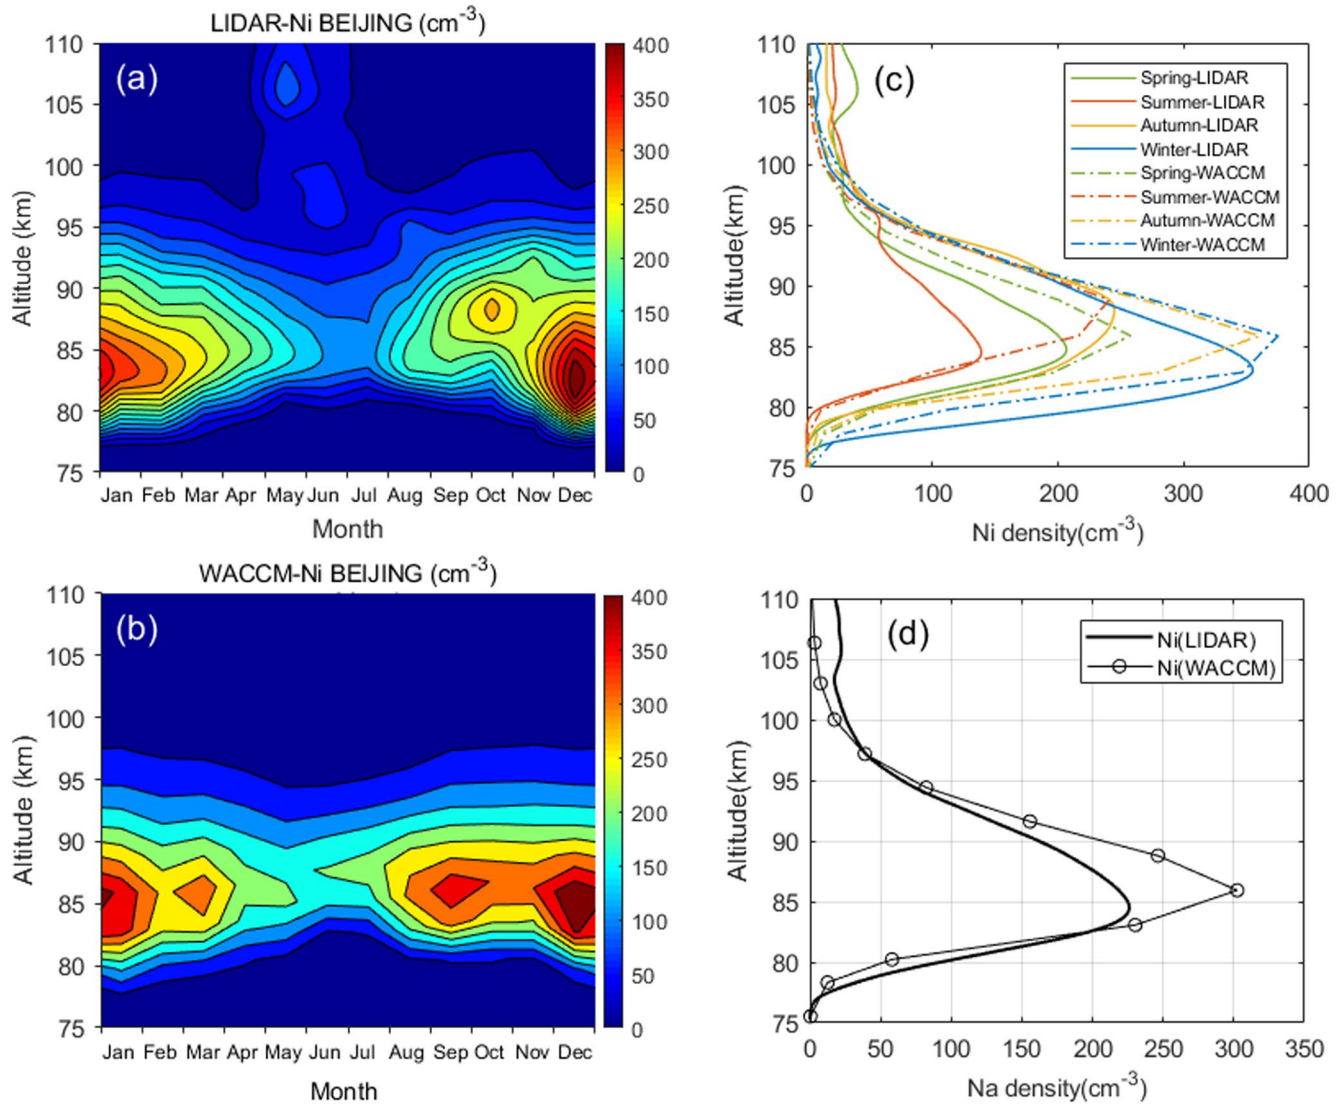 LIDAR-Ni BEIJING (cm-3)
(a)
110
105
100
95
90
85
80
75
Altitude (km)
Jan Feb Mar Apr May Jun Jul Aug Sep Oct Nov Dec
Month
400
350
300
250
200
150
100
50
0
(c)
110
105
100
95
90
85
80
75
Altitude(km)
Spring-LIDAR
Summer-LIDAR
Autumn-LIDAR
Winter-LIDAR
Spring-WACCM
Summer-WACCM
Autumn-WACCM
Winter-WACCM
0 100 200 300 400
Ni density(cm-3)
WACCM-Ni BEIJING (cm-3)
(b)
110
105
100
95
90
85
80
75
Altitude (km)
Jan Feb Mar Apr May Jun Jul Aug Sep Oct Nov Dec
Month
400
350
300
250
200
150
100
50
0
(d)
110
105
100
95
90
85
80
75
Altitude(km)
Ni(LIDAR)
Ni(WACCM)
0 50 100 150 200 250 300 350
Na density(cm-3)